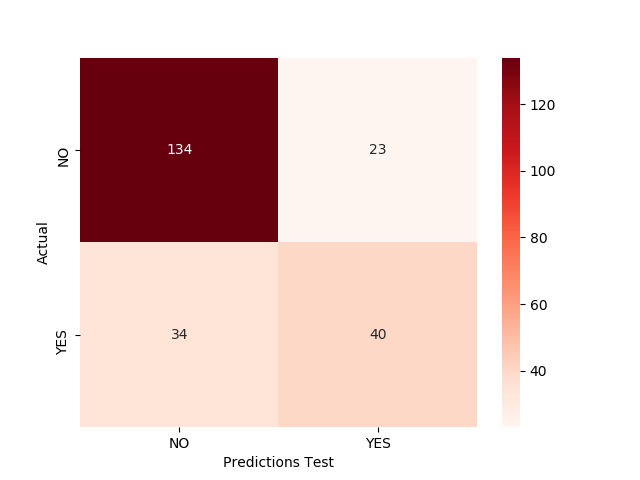 134
23
34
40
NO
YES
Actual
NO
YES
Predictions Test
120
100
80
60
40